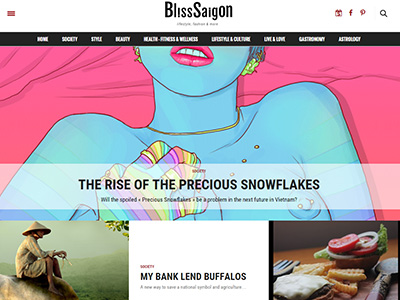 BlissSaigon
Lifestyle, fashion & more
HOME SOCIETY STYLE BEAUTY HEALTH - FITNESS & WELLNESS LIFESTYLE & CULTURE LIVE & LOVE GASTRONOMY ASTROLOGY
SOCIETY
THE RISE OF THE PRECIOUS SNOWFLAKES
Will the spoiled « Precious Snowflakes » be a problem in the next future in Vietnam?
SOCIETY
MY BANK LEND BUFFALOS
A new way to save a national symbol and agriculture ...